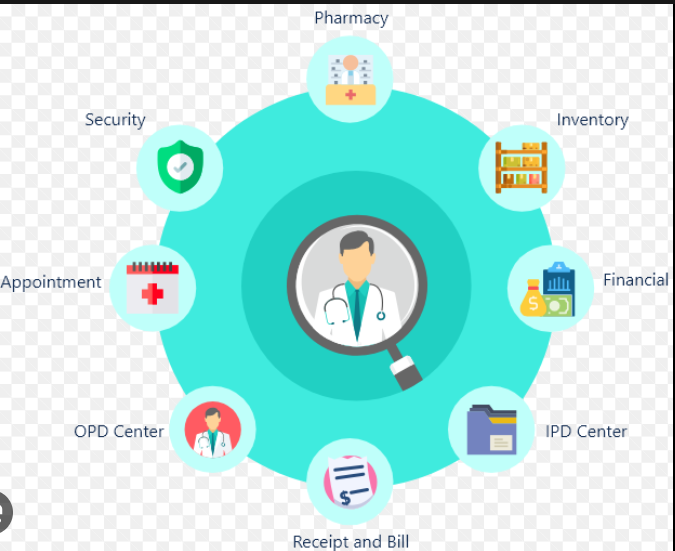 Pharmacy
Security
Inventory
Appointment
Financial
OPD Center
IPD Center
Receipt and Bill
$
$